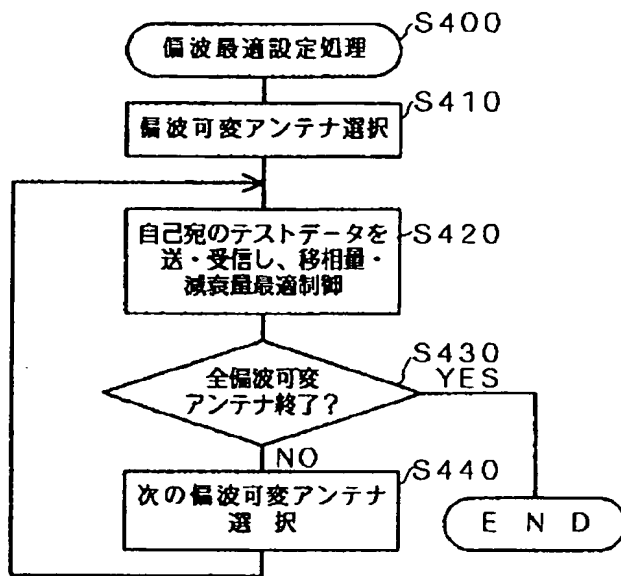 偏波最適設定処理
S400
偏波可変アンテナ選択
S410
自己宛のテストデータを
送・受信し、移相量・
減衰量最適制御
S420
全偏波可変
アンテナ終了?
S430
YES
NO
次の偏波可変アンテナ
選 択
S440
E N D